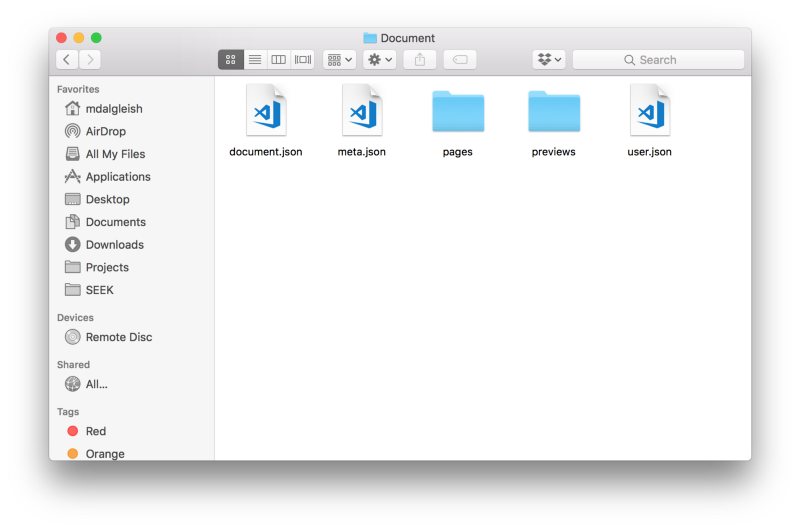 Document
Search
Favorites
mdalgleish
AirDrop
All My Files
Applications
Desktop
Documents
Downloads
Projects
SEEK
Devices
Remote Disc
Shared
All...
Tags
Red
Orange
document.json
meta.json
pages
previews
user.json